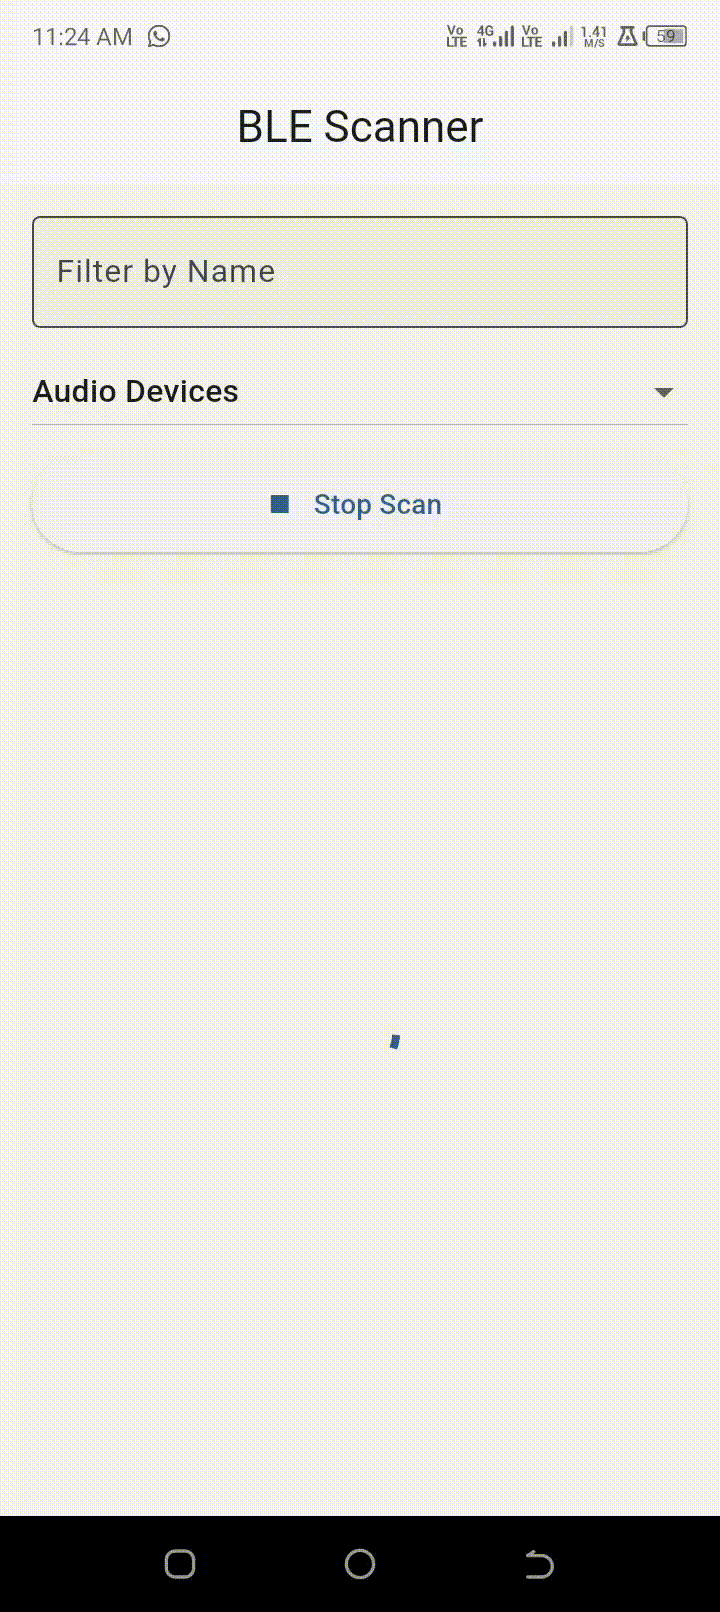 11:24 AM Vo LTE 4G Vo LTE 1.41 M/S 59
BLE Scanner
Filter by Name
Audio Devices
Stop Scan